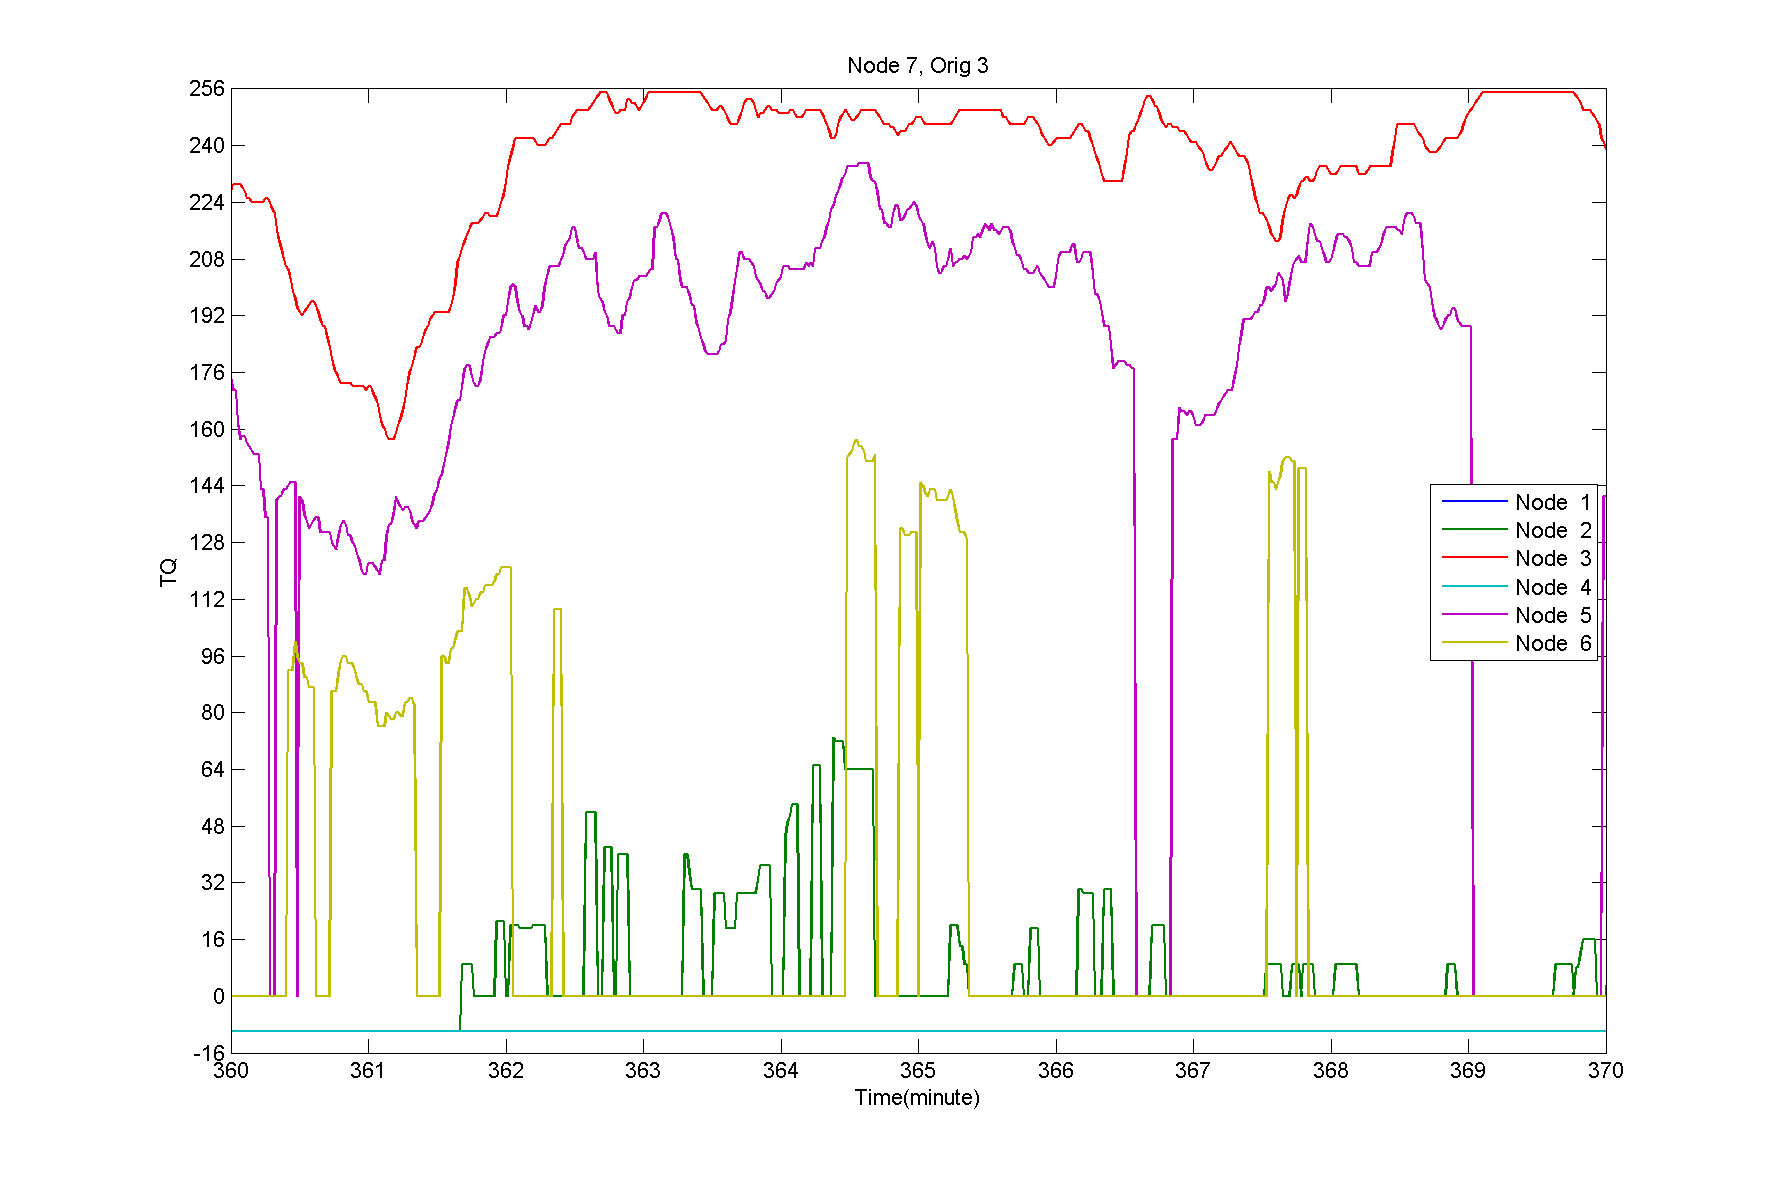 Node 7, Orig 3
256
240
224
208
192
176
160
144
128
112
96
80
64
48
32
16
0
-16
TQ
360 361 362 363 364 365 366 367 368 369 370
Time(minute)
Node 1
Node 2
Node 3
Node 4
Node 5
Node 6